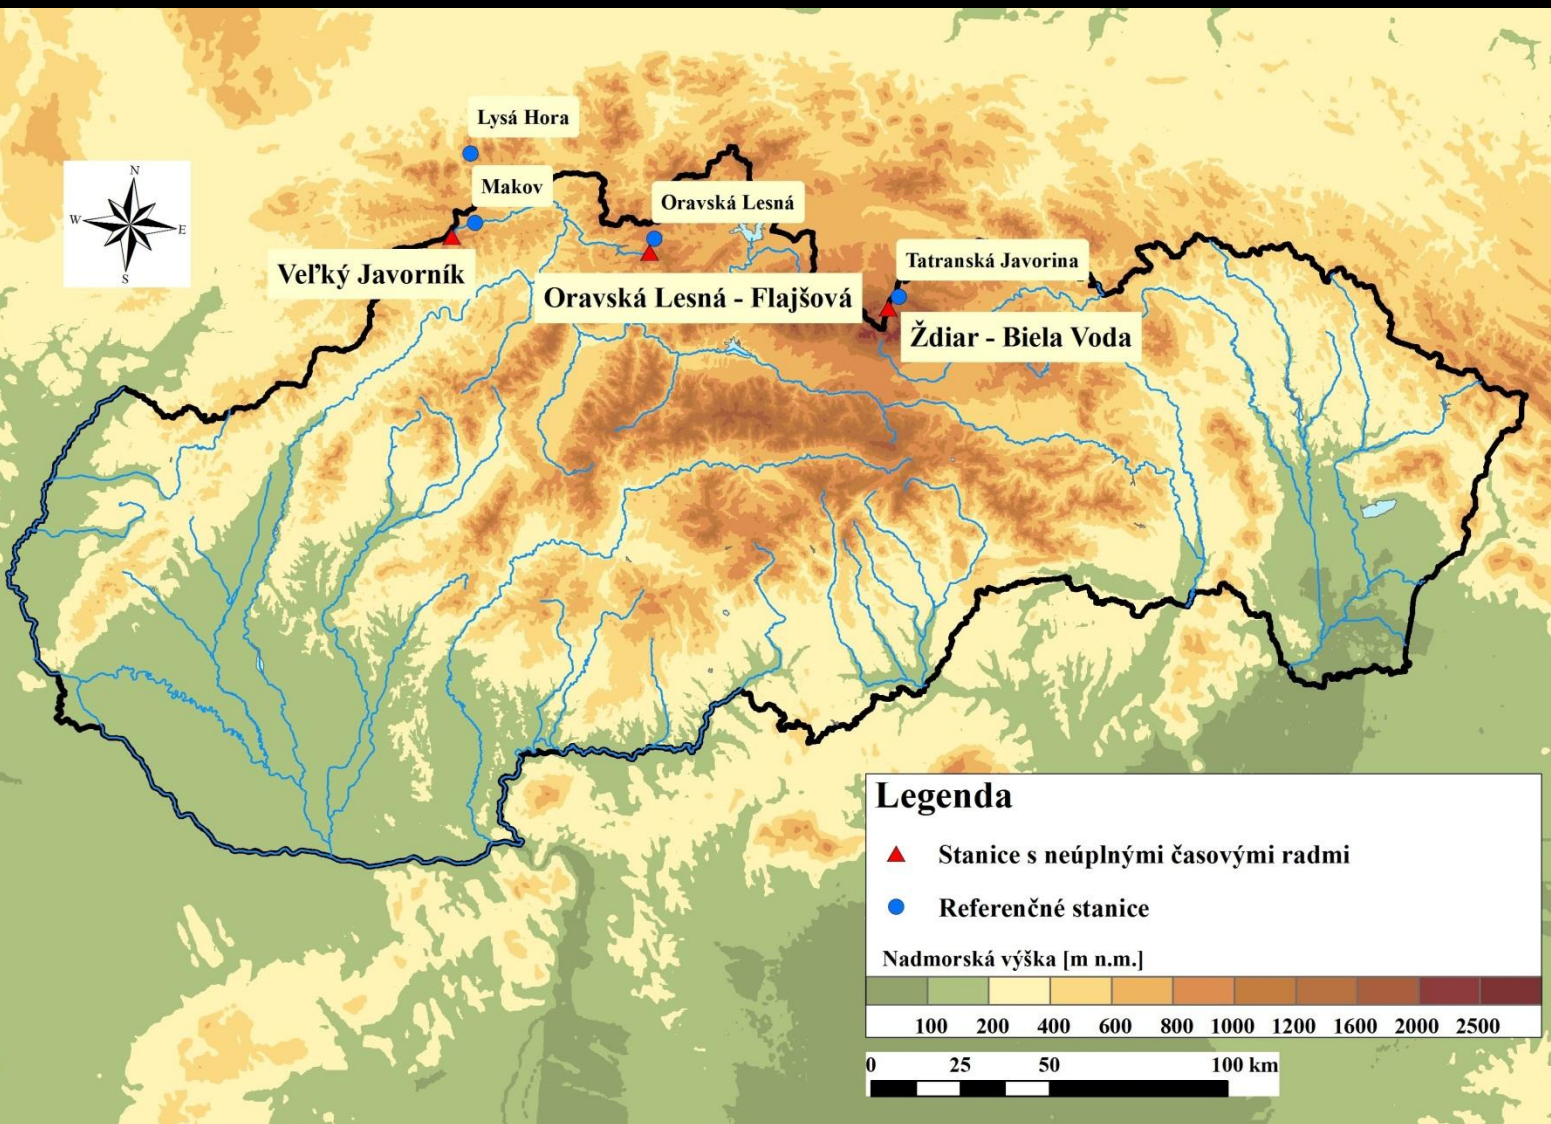 Lysá Hora
N
Makov
Oravská Lesná
W
E
Tatranská Javorina
Veľký Javorník
S
Oravská Lesná - Flajšová
Ždiar - Biela Voda
Legenda
Stanice s neúplnými časovými radmi
Referenčné stanice
Nadmorská výška [m n.m.]
100 200 400 600 800 1000 1200 1600 2000 2500
0 25 50 100 km